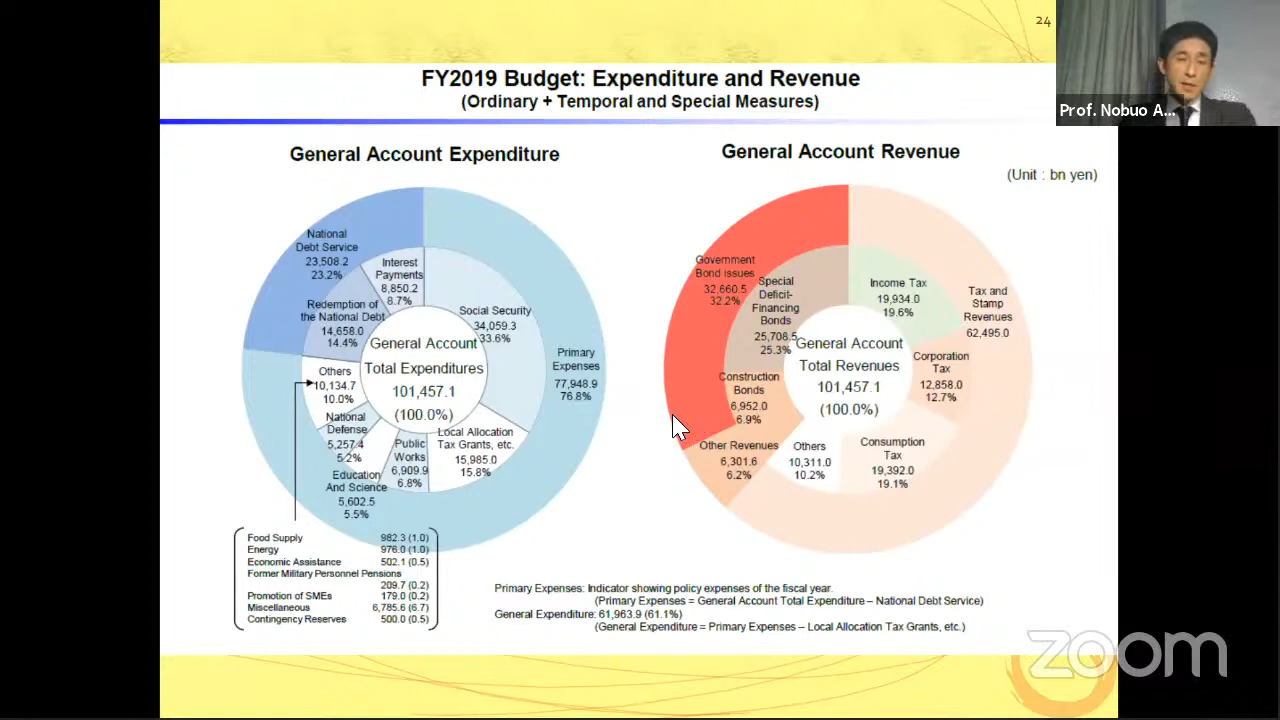 24
Prof. Nobuo A...
FY2019 Budget: Expenditure and Revenue
(Ordinary + Temporal and Special Measures)
General Account Expenditure
National
Debt Service
23,508.2
23.2%
Interest
Payments
8,850.2
8.7%
Redemption of
the National Debt
14,658.0
14.4%
Social Security
34,059.3
33.6%
Primary
Expenses
77,948.9
76.8%
General Account
Total Expenditures
101,457.1
(100.0%)
Others
10,134.7
10.0%
National
Defense
5,257.4
5.2%
Education
And Science
5,602.5
5.5%
Public
Works
6,909.9
6.8%
Local Allocation
Tax Grants, etc.
15,985.0
15.8%
Food Supply 982.3 (1.0)
Energy 976.0 (1.0)
Economic Assistance 502.1 (0.5)
Former Military Personnel Pensions
209.7 (0.2)
Promotion of SMEs 179.0 (0.2)
Miscellaneous 6,785.6 (6.7)
Contingency Reserves 500.0 (0.5)
General Account Revenue
(Unit : bn yen)
Government
Bond issues
32,660.5
32.2%
Special
Deficit-
Financing
Bonds
25,708.5
25.3%
Income Tax
19,934.0
19.6%
Tax and
Stamp
Revenues
62,495.0
General Account
Total Revenues
101,457.1
(100.0%)
Corporation
Tax
12,858.0
12.7%
Construction
Bonds
6,952.0
6.9%
Other Revenues
6,301.6
6.2%
Others
10,311.0
10.2%
Consumption
Tax
19,392.0
19.1%
Primary Expenses: Indicator showing policy expenses of the fiscal year.
(Primary Expenses = General Account Total Expenditure – National Debt Service)
General Expenditure: 61,963.9 (61.1%)
(General Expenditure = Primary Expenses – Local Allocation Tax Grants, etc.)
zoom